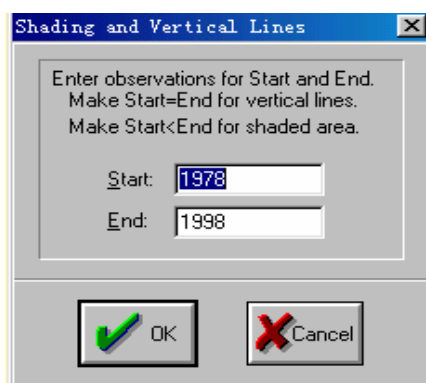 Shading and Vertical Lines
Enter observations for Start and End.
Make Start=End for vertical lines.
Make Start<End for shaded area.
Start: 1978
End: 1998
OK Cancel